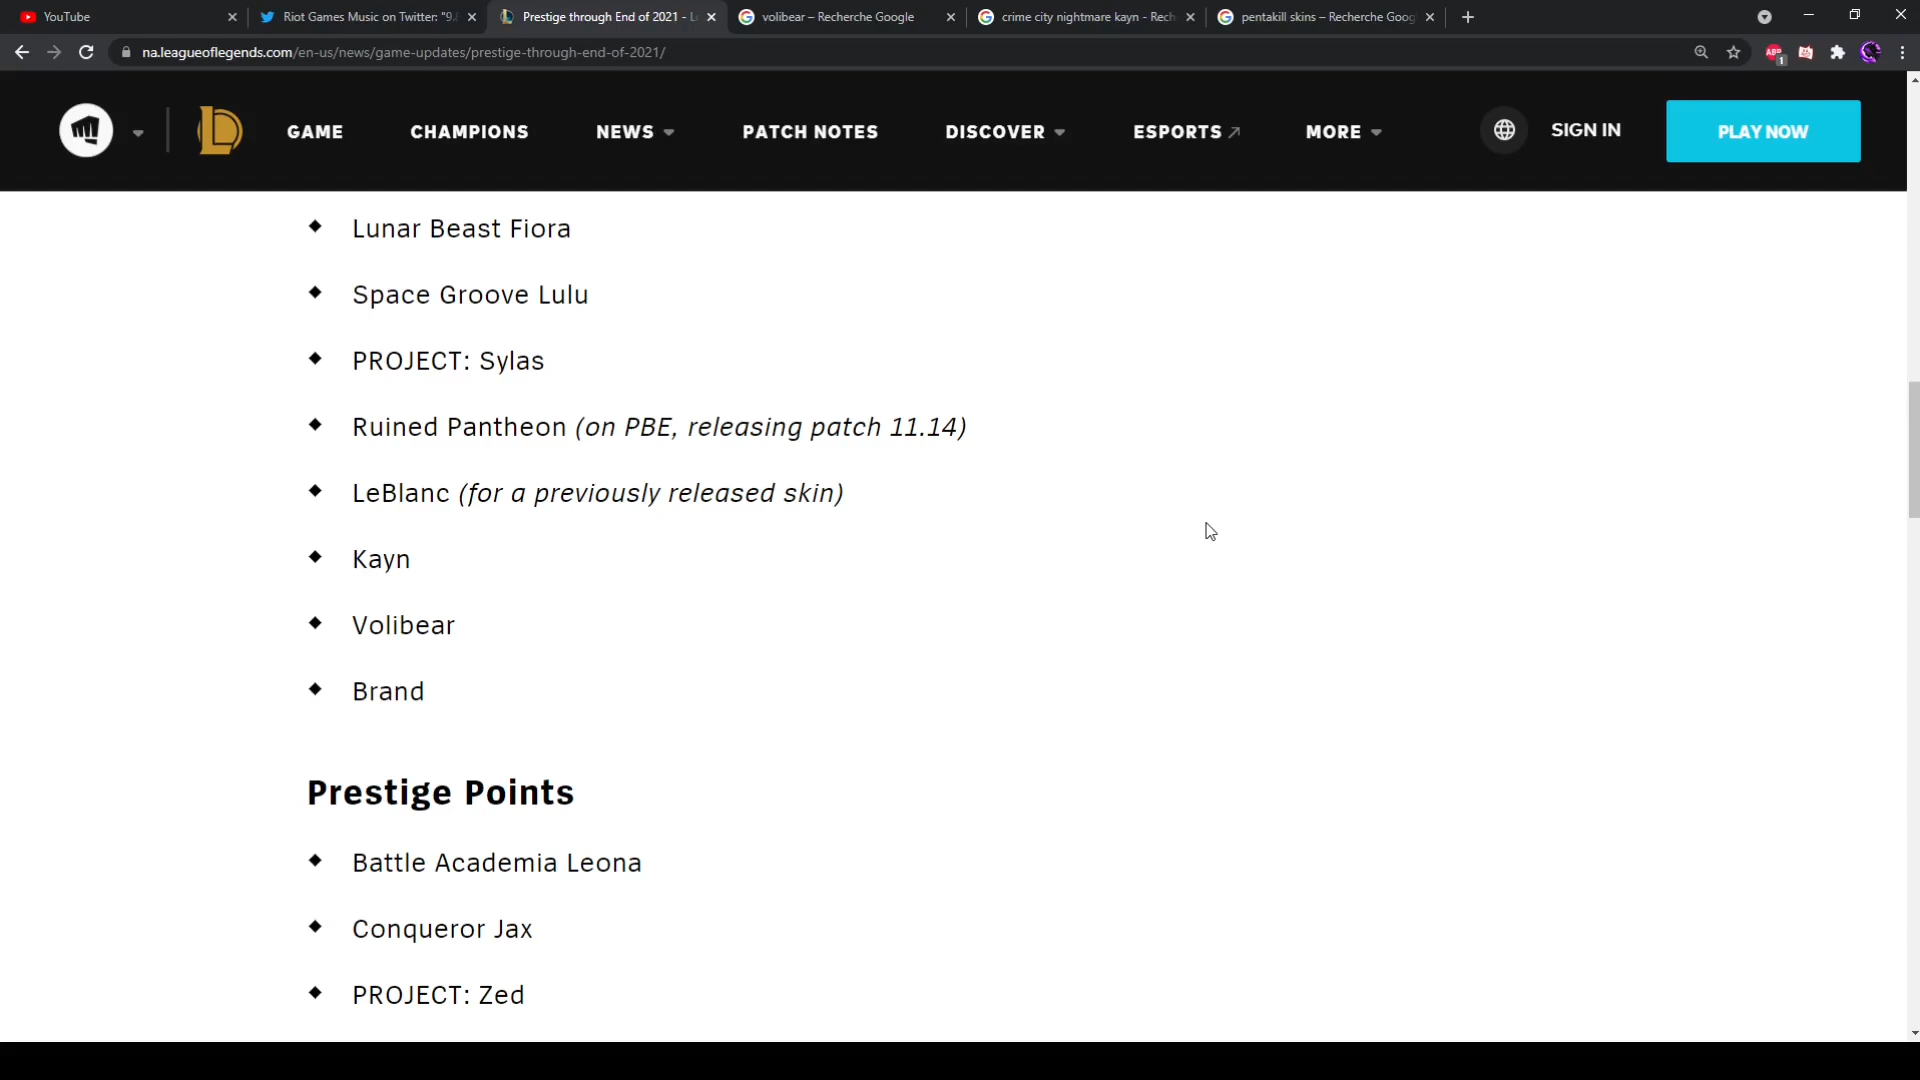 YouTube
Riot Games Music on Twitter: "9.
Prestige through End of 2021 - L
volibear – Recherche Google
crime city nightmare kayn - Rech
pentakill skins – Recherche Goog
na.leagueoflegends.com/en-us/news/game-updates/prestige-through-end-of-2021/
ABP
1
GAME
CHAMPIONS
NEWS
PATCH NOTES
DISCOVER
ESPORTS
MORE
SIGN IN
PLAY NOW
Lunar Beast Fiora
Space Groove Lulu
PROJECT: Sylas
Ruined Pantheon (on PBE, releasing patch 11.14)
LeBlanc (for a previously released skin)
Kayn
Volibear
Brand
Prestige Points
Battle Academia Leona
Conqueror Jax
PROJECT: Zed